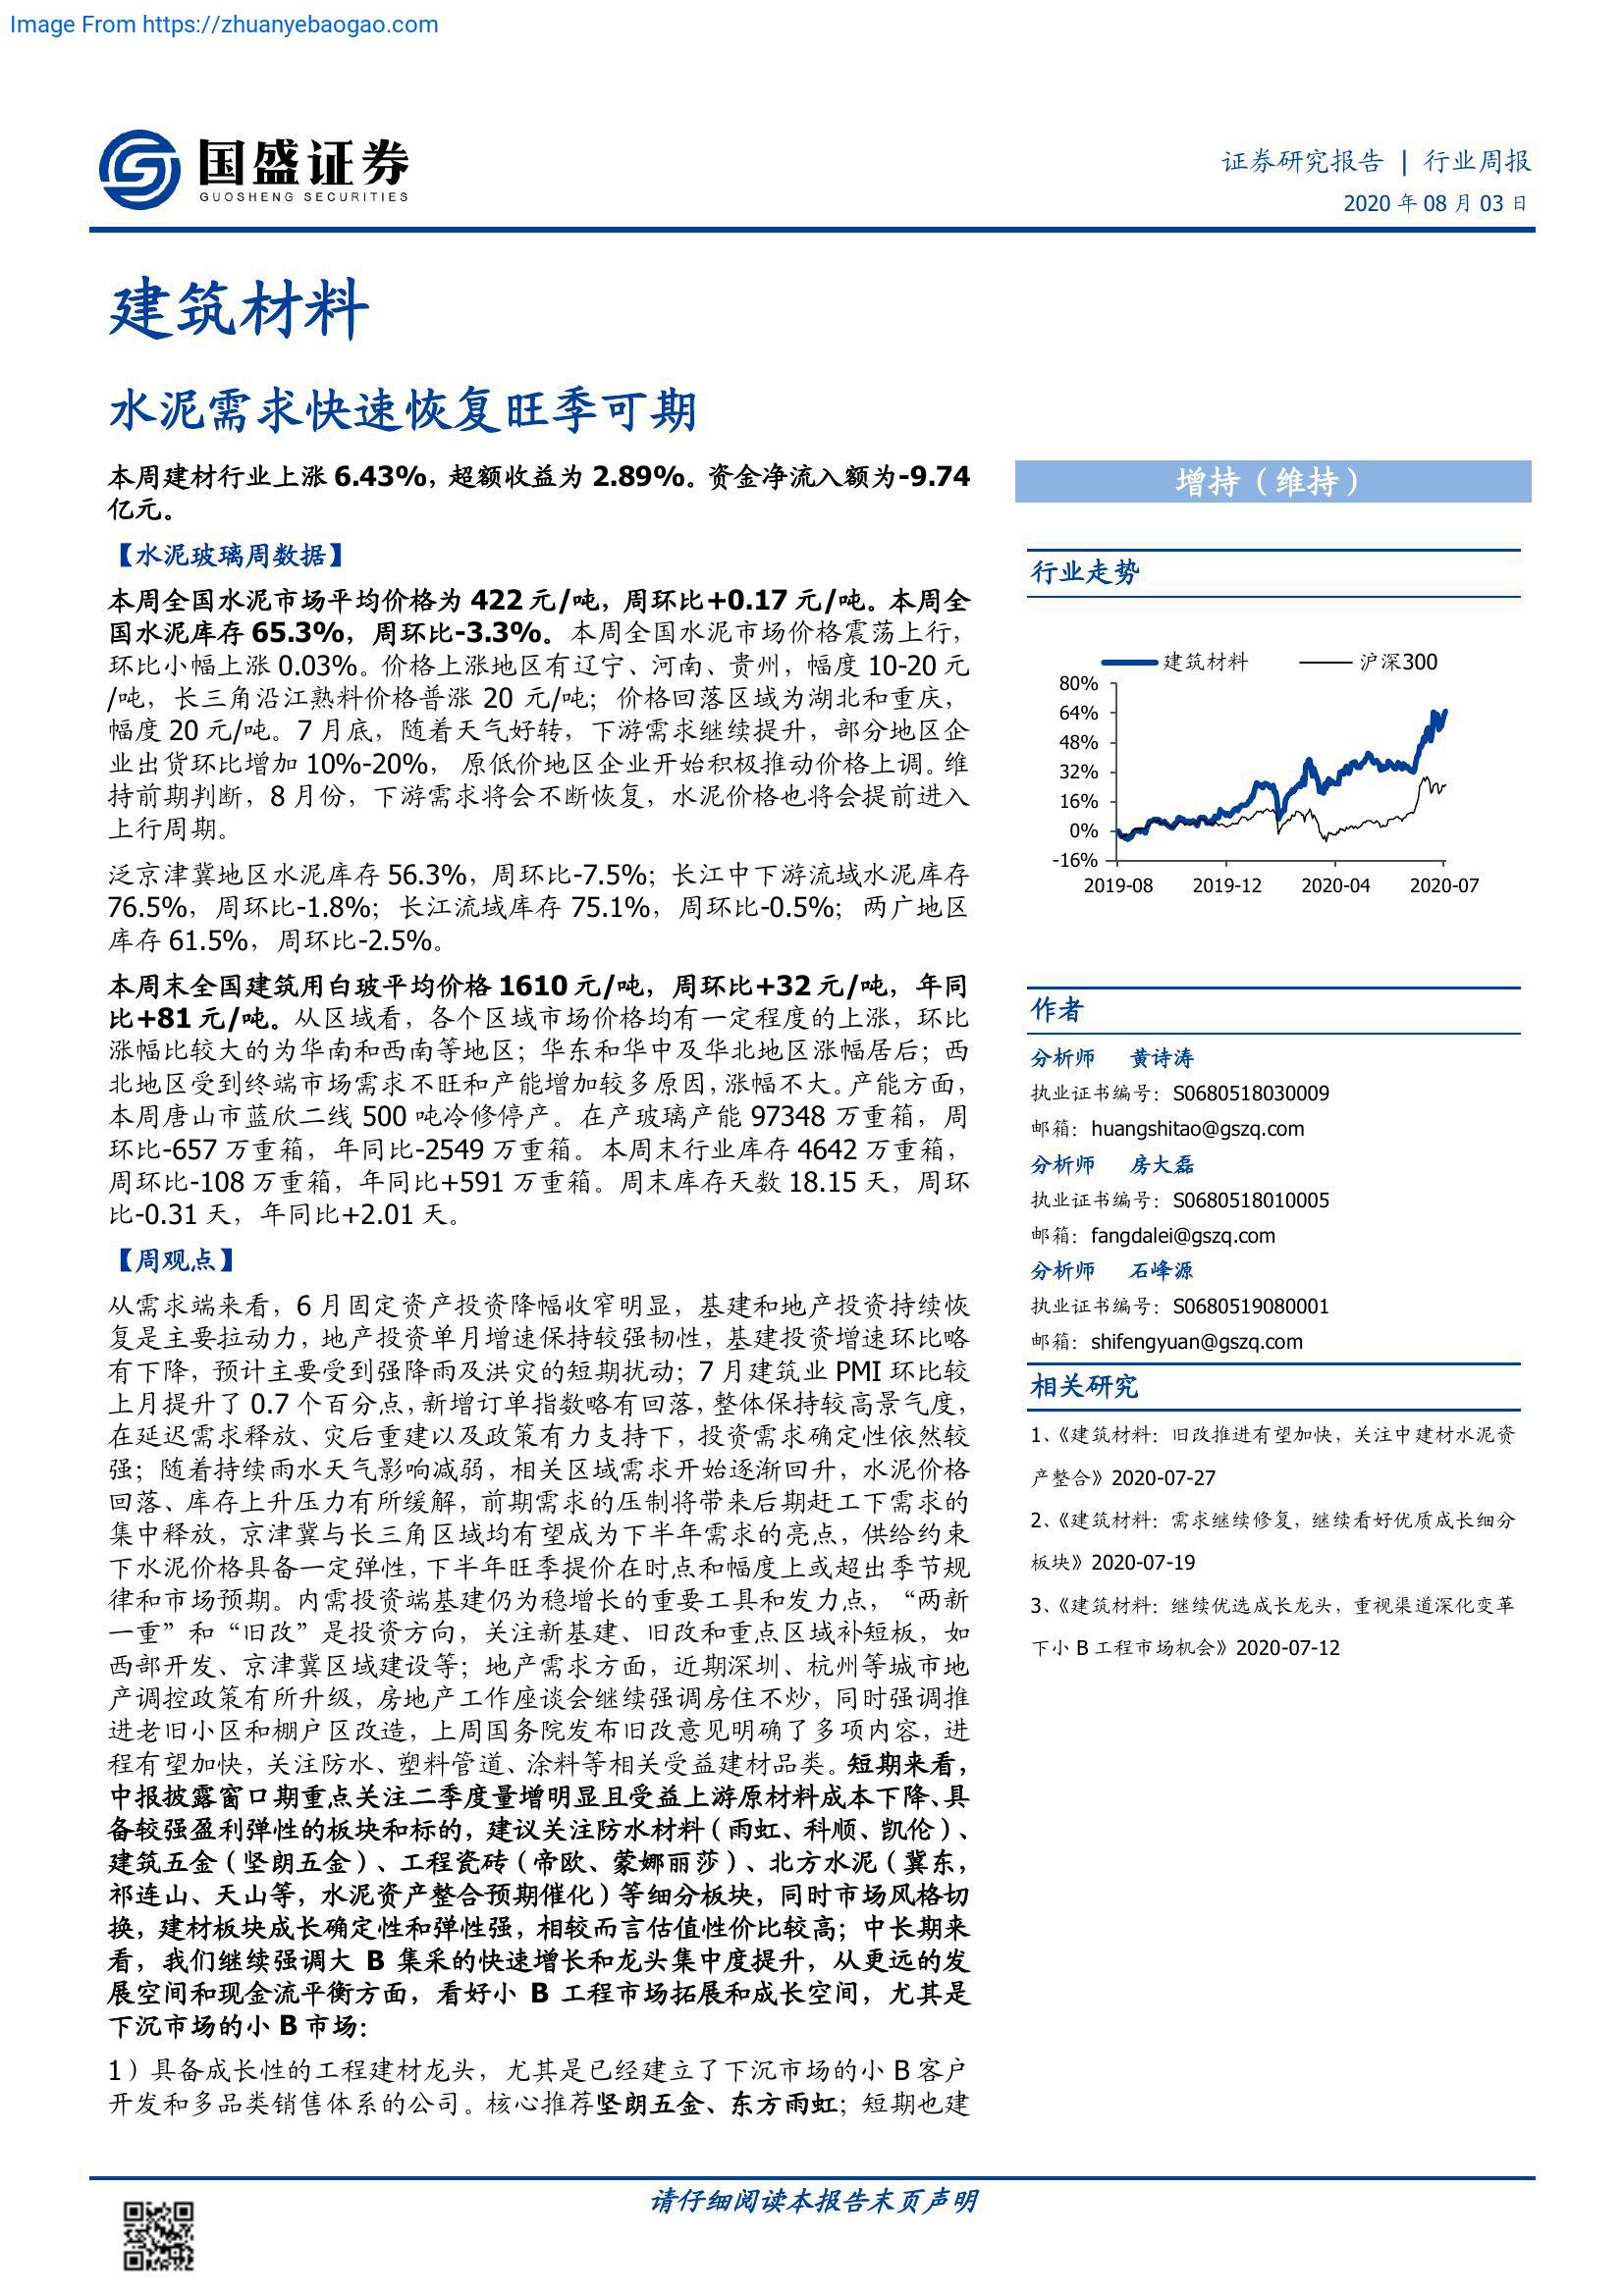 Image From https://zhuanyebaogao.com
国盛证券
GUOSHENG SECURITIES
证券研究报告 | 行业周报
2020 年 08 月 03 日
建筑材料
水泥需求快速恢复旺季可期
本周建材行业上涨 6.43%，超额收益为 2.89%。资金净流入额为-9.74
亿元。
【水泥玻璃周数据】
本周全国水泥市场平均价格为 422 元/吨，周环比+0.17 元/吨。本周全
国水泥库存 65.3%，周环比-3.3%。本周全国水泥市场价格震荡上行，
环比小幅上涨 0.03%。价格上涨地区有辽宁、河南、贵州，幅度 10-20 元
/吨，长三角沿江熟料价格普涨 20 元/吨；价格回落区域为湖北和重庆，
幅度 20 元/吨。7 月底，随着天气好转，下游需求继续提升，部分地区企
业出货环比增加 10%-20%， 原低价地区企业开始积极推动价格上调。维
持前期判断，8 月份，下游需求将会不断恢复，水泥价格也将会提前进入
上行周期。
泛京津冀地区水泥库存 56.3%，周环比-7.5%；长江中下游流域水泥库存
76.5%，周环比-1.8%；长江流域库存 75.1%，周环比-0.5%；两广地区
库存 61.5%，周环比-2.5%。
本周末全国建筑用白玻平均价格 1610 元/吨，周环比+32 元/吨，年同
比+81 元/吨。从区域看，各个区域市场价格均有一定程度的上涨，环比
涨幅比较大的为华南和西南等地区；华东和华中及华北地区涨幅居后；西
北地区受到终端市场需求不旺和产能增加较多原因，涨幅不大。产能方面，
本周唐山市蓝欣二线 500 吨冷修停产。在产玻璃产能 97348 万重箱，周
环比-657 万重箱，年同比-2549 万重箱。本周末行业库存 4642 万重箱，
周环比-108 万重箱，年同比+591 万重箱。周末库存天数 18.15 天，周环
比-0.31 天，年同比+2.01 天。
【周观点】
从需求端来看，6 月固定资产投资降幅收窄明显，基建和地产投资持续恢
复是主要拉动力，地产投资单月增速保持较强韧性，基建投资增速环比略
有下降，预计主要受到强降雨及洪灾的短期扰动；7 月建筑业 PMI 环比较
上月提升了 0.7 个百分点，新增订单指数略有回落，整体保持较高景气度，
在延迟需求释放、灾后重建以及政策有力支持下，投资需求确定性依然较
强；随着持续雨水天气影响减弱，相关区域需求开始逐渐回升，水泥价格
回落、库存上升压力有所缓解，前期需求的压制将带来后期赶工下需求的
集中释放，京津冀与长三角区域均有望成为下半年需求的亮点，供给约束
下水泥价格具备一定弹性，下半年旺季提价在时点和幅度上或超出季节规
律和市场预期。内需投资端基建仍为稳增长的重要工具和发力点，“两新
一重”和“旧改”是投资方向，关注新基建、旧改和重点区域补短板，如
西部开发、京津冀区域建设等；地产需求方面，近期深圳、杭州等城市地
产调控政策有所升级，房地产工作座谈会继续强调房住不炒，同时强调推
进老旧小区和棚户区改造，上周国务院发布旧改意见明确了多项内容，进
程有望加快，关注防水、塑料管道、涂料等相关受益建材品类。短期来看，
中报披露窗口期重点关注二季度量增明显且受益上游原材料成本下降、具
备较强盈利弹性的板块和标的，建议关注防水材料（雨虹、科顺、凯伦）、
建筑五金（坚朗五金）、工程瓷砖（帝欧、蒙娜丽莎）、北方水泥（冀东，
祁连山、天山等，水泥资产整合预期催化）等细分板块，同时市场风格切
换，建材板块成长确定性和弹性强，相较而言估值性价比较高；中长期来
看，我们继续强调大 B 集采的快速增长和龙头集中度提升，从更远的发
展空间和现金流平衡方面，看好小 B 工程市场拓展和成长空间，尤其是
下沉市场的小 B 市场：
1）具备成长性的工程建材龙头，尤其是已经建立了下沉市场的小 B 客户
开发和多品类销售体系的公司。核心推荐坚朗五金、东方雨虹；短期也建
增持（维持）
行业走势
建筑材料 沪深300
80%
64%
48%
32%
16%
0%
-16%
2019-08 2019-12 2020-04 2020-07
作者
分析师 黄诗涛
执业证书编号：S0680518030009
邮箱：huangshitao@gszq.com
分析师 房大磊
执业证书编号：S0680518010005
邮箱：fangdalei@gszq.com
分析师 石峰源
执业证书编号：S0680519080001
邮箱：shifengyuan@gszq.com
相关研究
1、《建筑材料：旧改推进有望加快，关注中建材水泥资
产整合》2020-07-27
2、《建筑材料：需求继续修复，继续看好优质成长细分
板块》2020-07-19
3、《建筑材料：继续优选成长龙头，重视渠道深化变革
下小 B 工程市场机会》2020-07-12
请仔细阅读本报告末页声明